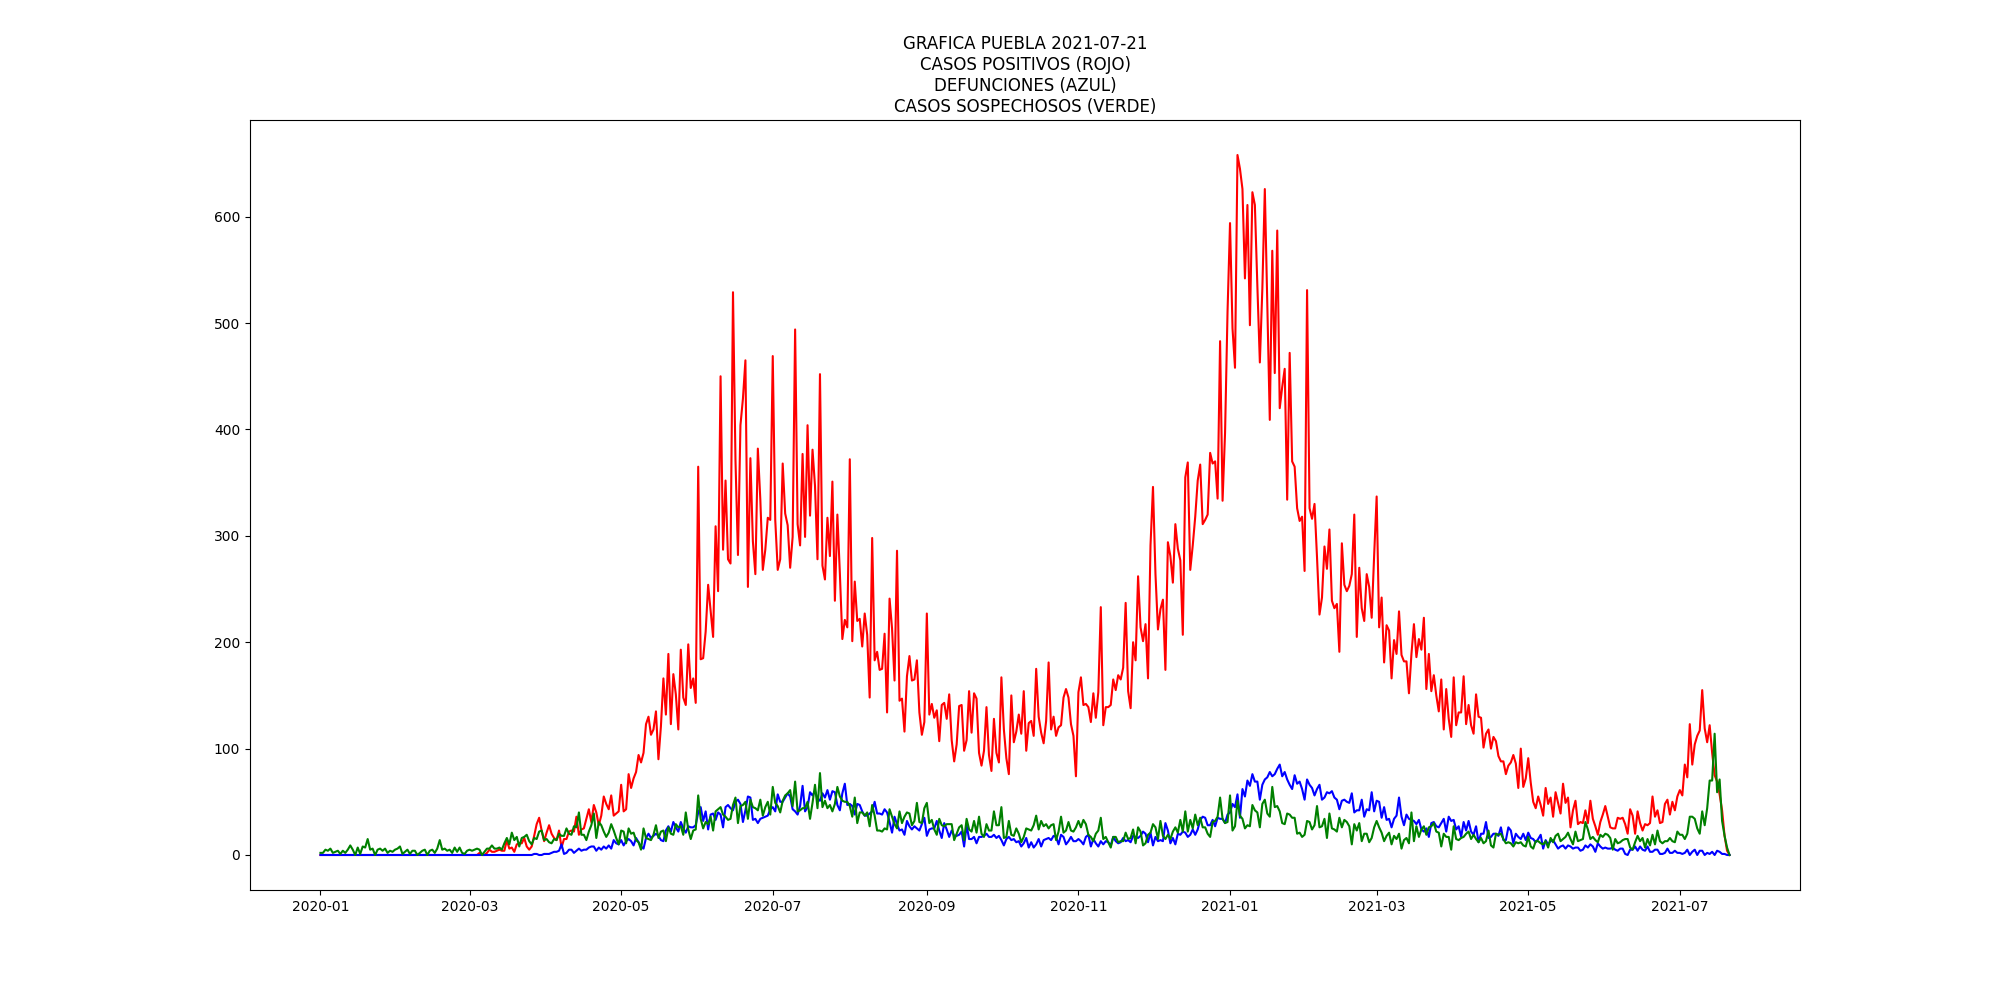 GRAFICA PUEBLA 2021-07-21
CASOS POSITIVOS (ROJO)
DEFUNCIONES (AZUL)
CASOS SOSPECHOSOS (VERDE)
600
500
400
300
200
100
0
2020-01 2020-03 2020-05 2020-07 2020-09 2020-11 2021-01 2021-03 2021-05 2021-07